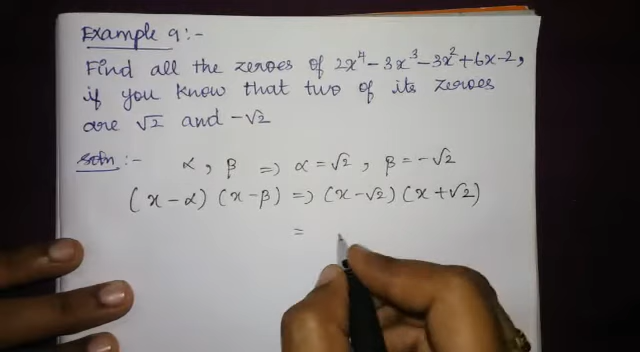 Example 9:-
Find all the zeroes of 2x⁴-3x³-3x²+6x-2,
if you know that two of its zeroes
are √2 and -√2
Soln :- α, β => α = √2, β = -√2
(x-α) (x-β) => (x-√2) (x+√2)
=